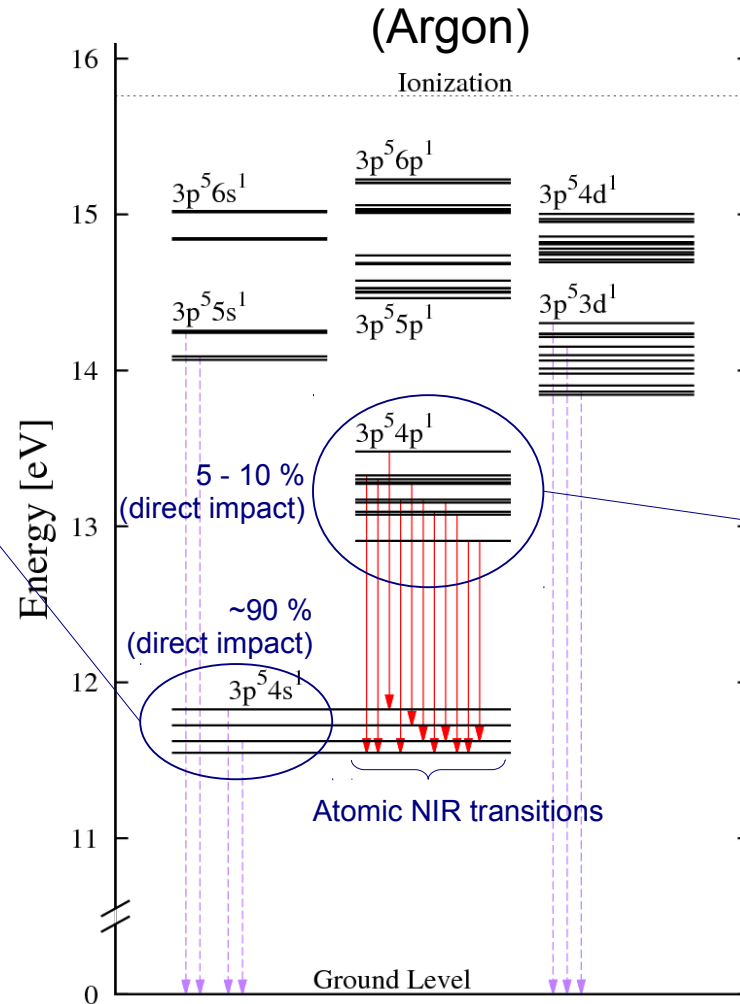 (Argon)
16
Ionization
3p⁵6s¹
3p⁵6p¹
3p⁵4d¹
15
3p⁵5s¹
3p⁵5p¹
3p⁵3d¹
14
3p⁵4p¹
5 - 10 %
(direct impact)
13
Energy [eV]
~90 %
(direct impact)
12
3p⁵4s¹
Atomic NIR transitions
11
Ground Level
0